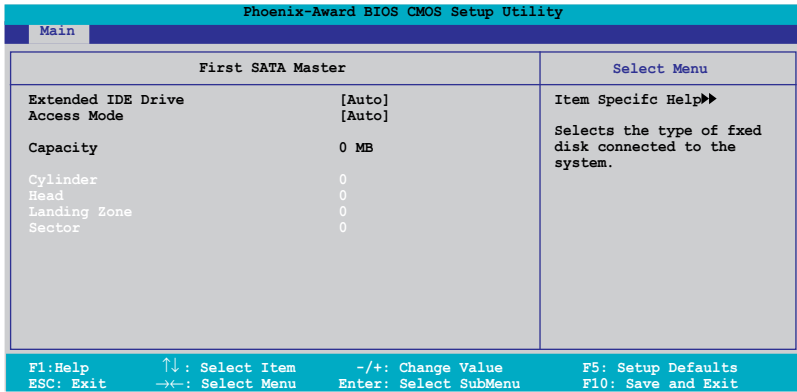 Phoenix-Award BIOS CMOS Setup Utility
Main
First SATA Master
Select Menu
Extended IDE Drive [Auto]
Access Mode [Auto]
Capacity 0 MB
Cylinder 0
Head 0
Landing Zone 0
Sector 0
Item Specifc Help▶▶
Selects the type of fxed
disk connected to the
system.
F1:Help ↑↓: Select Item -/+: Change Value F5: Setup Defaults
ESC: Exit →←: Select Menu Enter: Select SubMenu F10: Save and Exit